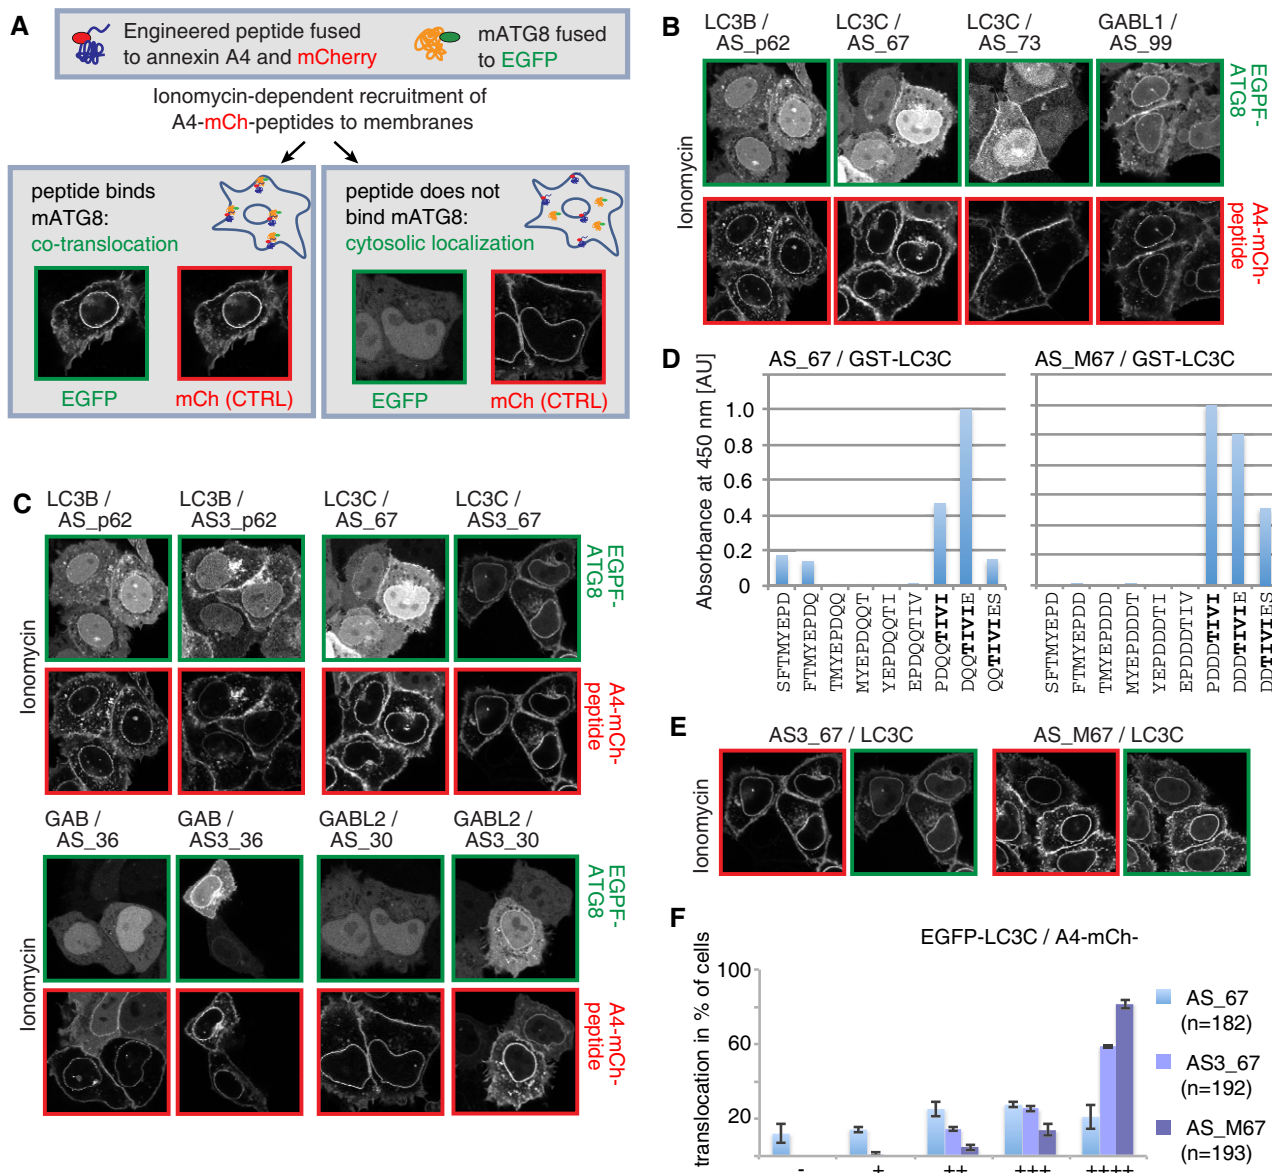 A
Engineered peptide fused
to annexin A4 and mCherry
mATG8 fused
to EGFP
Ionomycin-dependent recruitment of
A4-mCh-peptides to membranes
peptide binds
mATG8:
co-translocation
EGFP
mCh (CTRL)
peptide does not
bind mATG8:
cytosolic localization
EGFP
mCh (CTRL)
B
LC3B /
AS_p62
LC3C /
AS_67
LC3C /
AS_73
GABL1 /
AS_99
Ionomycin
EGPF-
ATG8
A4-mCh-
peptide
C
LC3B /
AS_p62
LC3B /
AS3_p62
LC3C /
AS_67
LC3C /
AS3_67
Ionomycin
EGPF-
ATG8
A4-mCh-
peptide
GAB /
AS_36
GAB /
AS3_36
GABL2 /
AS_30
GABL2 /
AS3_30
Ionomycin
EGPF-
ATG8
A4-mCh-
peptide
D
AS_67 / GST-LC3C
AS_M67 / GST-LC3C
Absorbance at 450 nm [AU]
1.0
0.8
0.6
0.4
0.2
0
SFTMYEPD
FTMYEPDQ
TMYEPDQQ
MYEPDQQT
YEPDQQTI
EPDQQTIV
PDQQTIVI
DQQTIVIE
QQTIVIES
SFTMYEPD
FTMYEPDD
TMYEPDDD
MYEPDDDT
YEPDDDTI
EPDDDTIV
PDDDTIVI
DDDTIVIE
DDTIVIES
E
AS3_67 / LC3C
AS_M67 / LC3C
Ionomycin
F
EGFP-LC3C / A4-mCh-
translocation in % of cells
100
60
20
- + ++ +++ ++++
AS_67
(n=182)
AS3_67
(n=192)
AS_M67
(n=193)